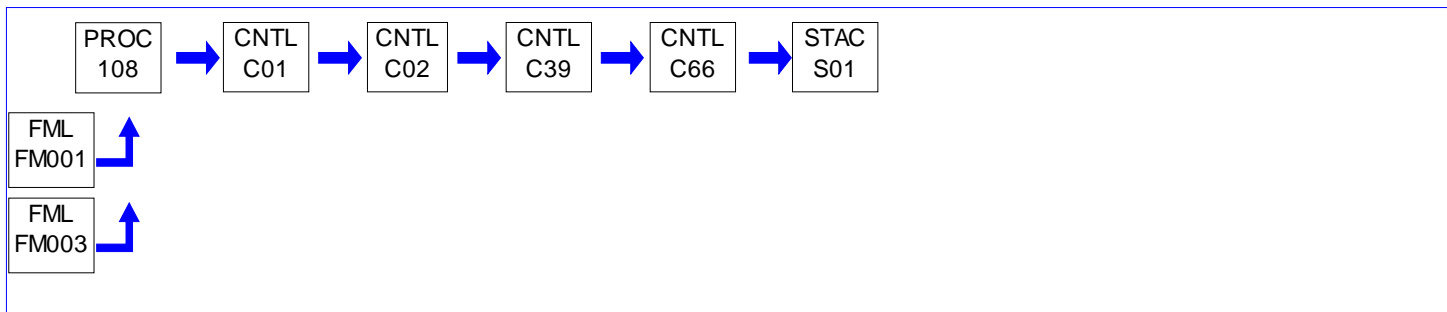 PROC
108
CNTL
C01
CNTL
C02
CNTL
C39
CNTL
C66
STAC
S01
FML
FM001
FML
FM003